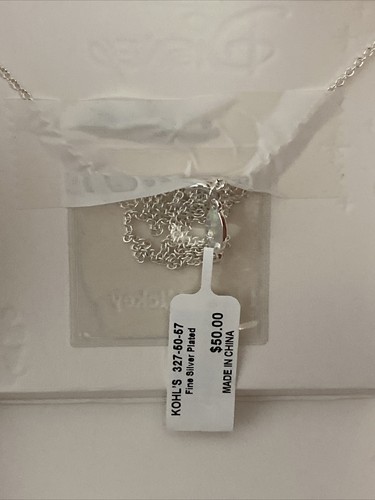 KOHL'S 327-50-57
Fine Silver Plated
$50.00
MADE IN CHINA